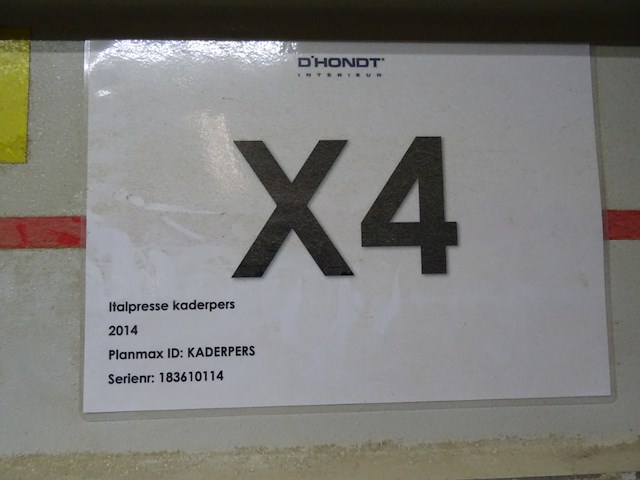 D'HONDT
INTERIEUR
X4
Italpresse kaderpers
2014
Planmax ID: KADERPERS
Serienr: 183610114